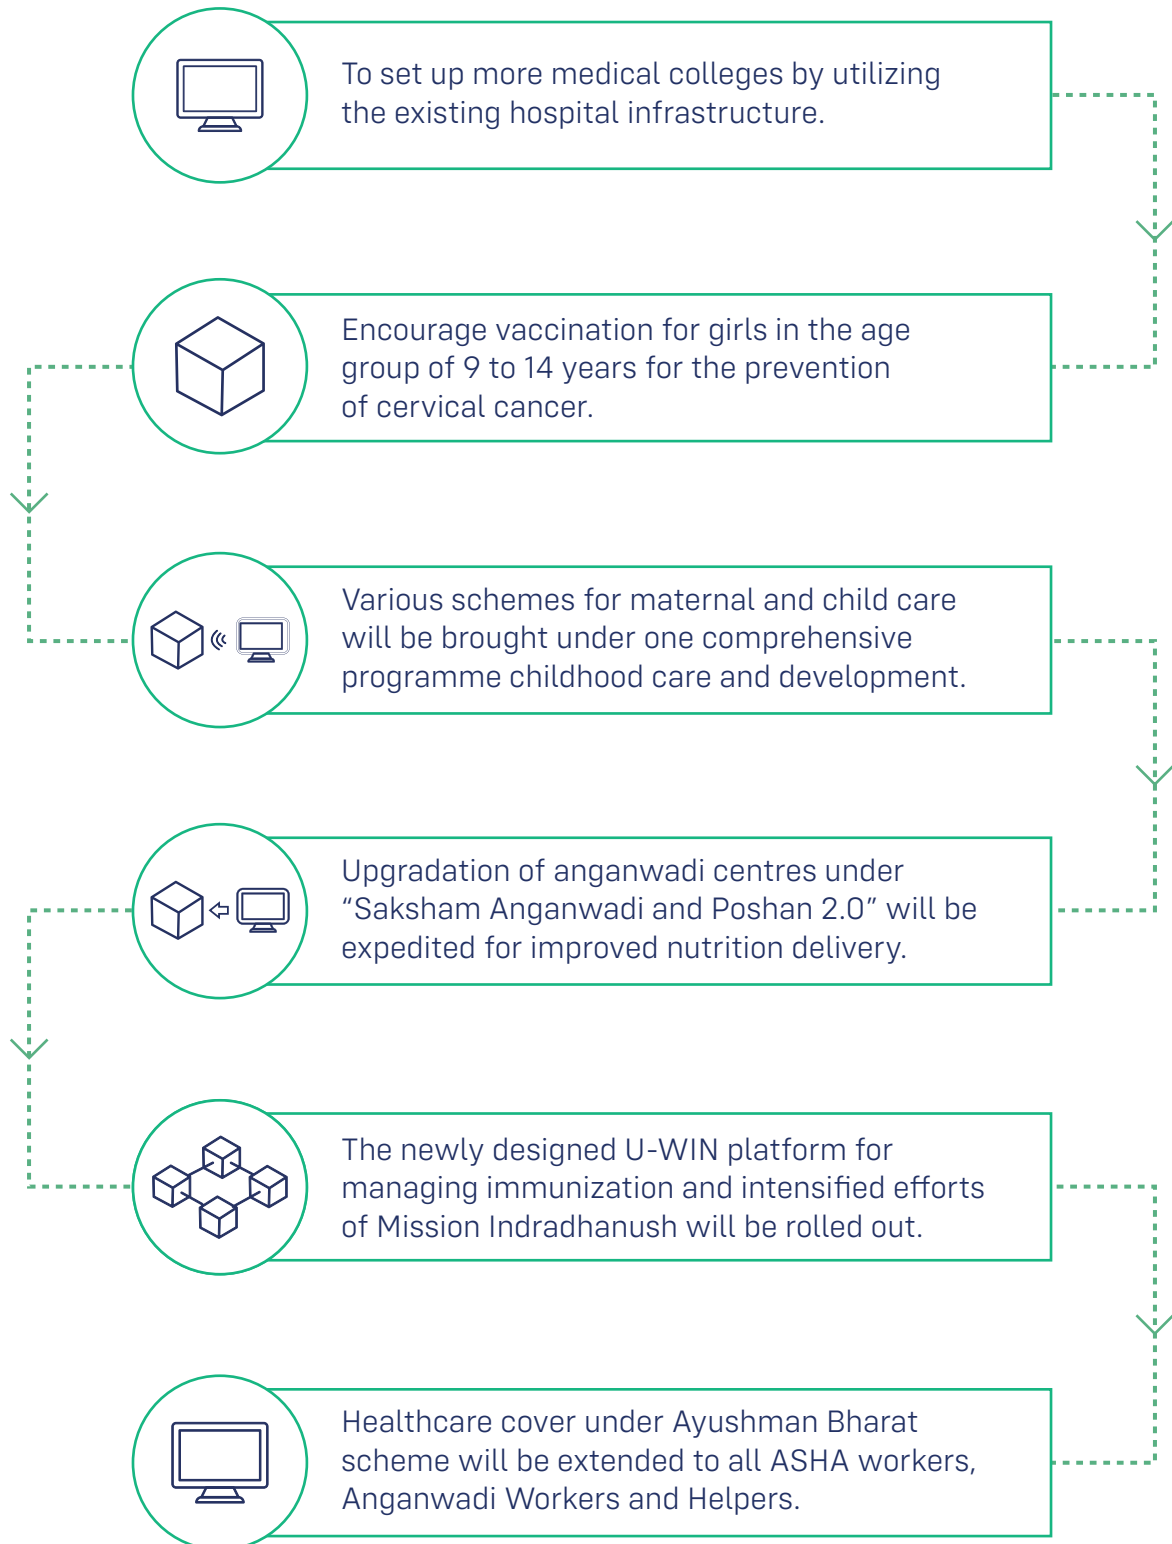 To set up more medical colleges by utilizing
the existing hospital infrastructure.
Encourage vaccination for girls in the age
group of 9 to 14 years for the prevention
of cervical cancer.
Various schemes for maternal and child care
will be brought under one comprehensive
programme childhood care and development.
Upgradation of anganwadi centres under
“Saksham Anganwadi and Poshan 2.0” will be
expedited for improved nutrition delivery.
The newly designed U-WIN platform for
managing immunization and intensified efforts
of Mission Indradhanush will be rolled out.
Healthcare cover under Ayushman Bharat
scheme will be extended to all ASHA workers,
Anganwadi Workers and Helpers.